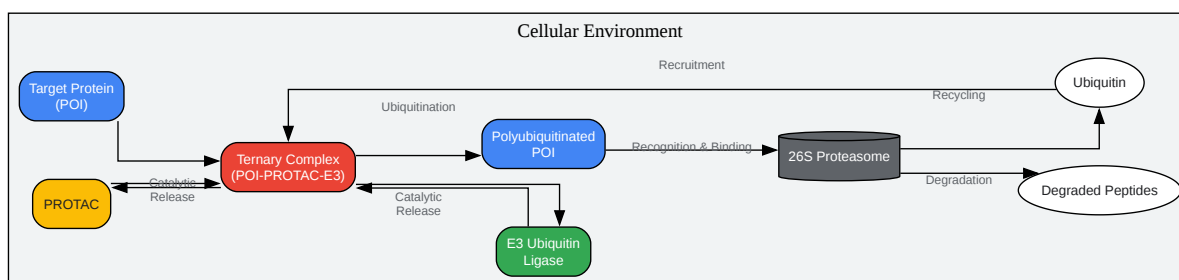 Cellular Environment
Recruitment
Target Protein
(POI)
Ubiquitin
Recycling
Ubiquitination
Polyubiquitinated
POI
Recognition & Binding
26S Proteasome
Ternary Complex
(POI-PROTAC-E3)
Degradation
Degraded Peptides
PROTAC
Catalytic
Release
Catalytic
Release
E3 Ubiquitin
Ligase